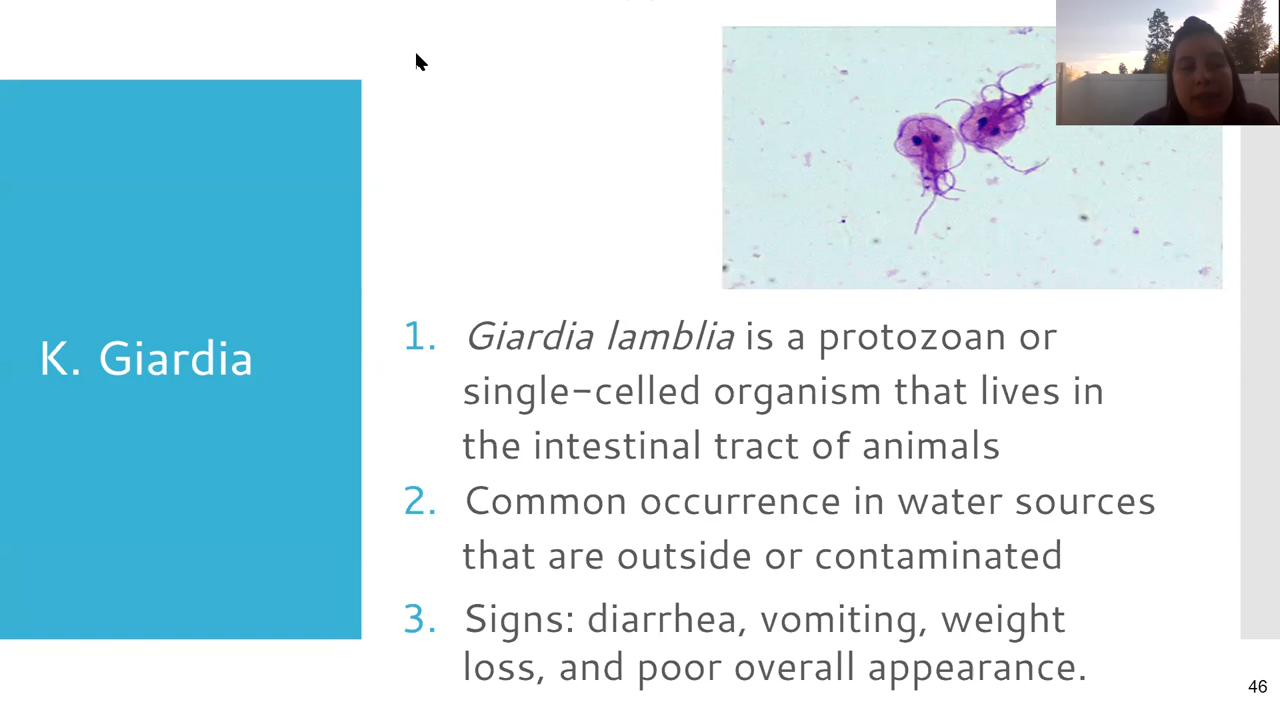 K. Giardia
1. Giardia lamblia is a protozoan or
single-celled organism that lives in
the intestinal tract of animals
2. Common occurrence in water sources
that are outside or contaminated
3. Signs: diarrhea, vomiting, weight
loss, and poor overall appearance.
46